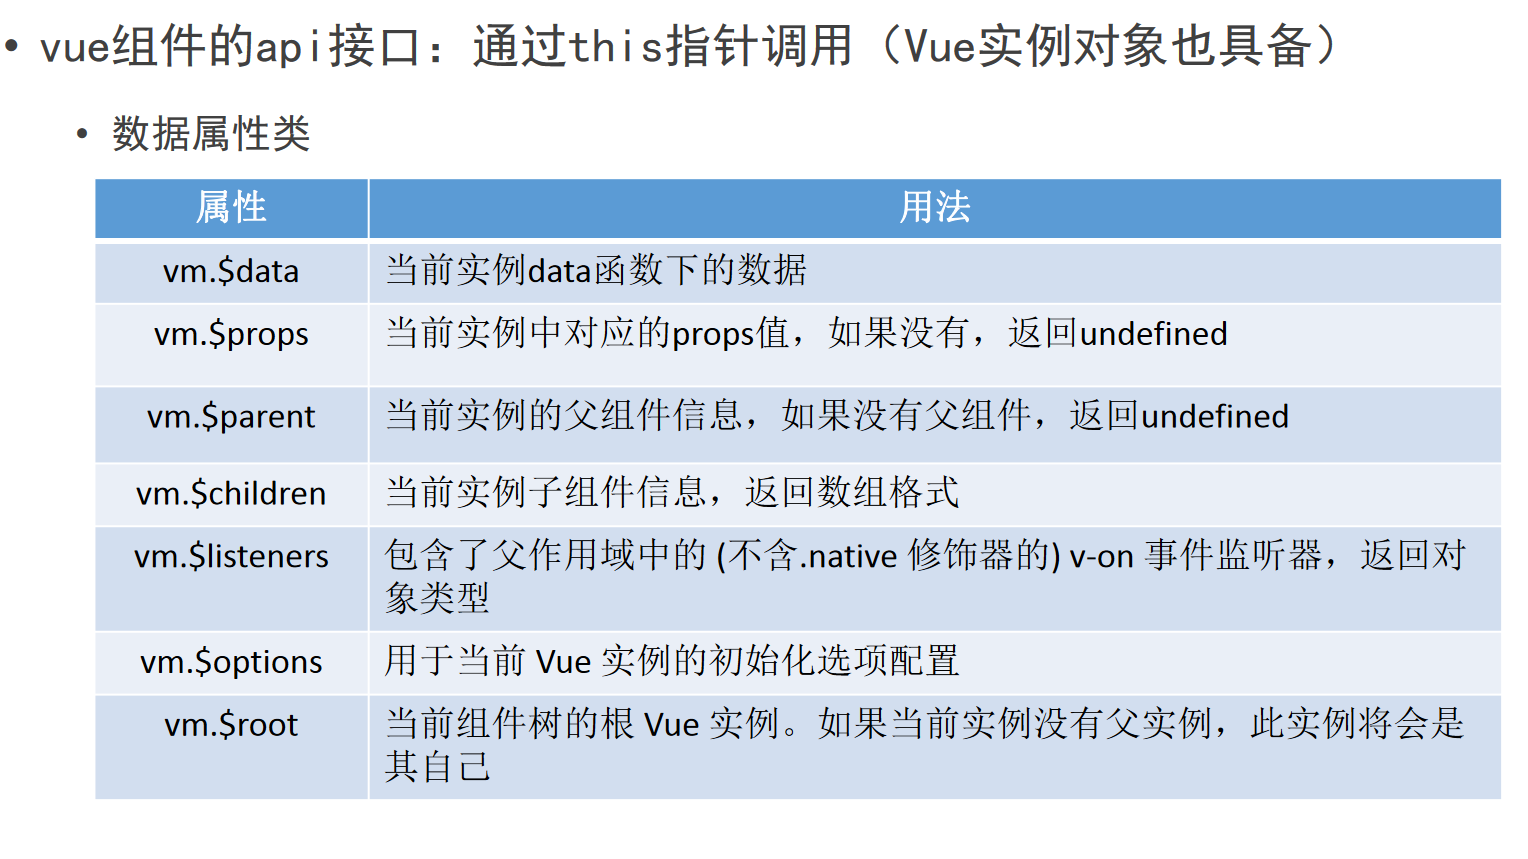 • vue组件的api接口：通过this指针调用（Vue实例对象也具备）
• 数据属性类
属性 用法
vm.$data 当前实例data函数下的数据
vm.$props 当前实例中对应的props值，如果没有，返回undefined
vm.$parent 当前实例的父组件信息，如果没有父组件，返回undefined
vm.$children 当前实例子组件信息，返回数组格式
vm.$listeners 包含了父作用域中的 (不含.native 修饰器的) v-on 事件监听器，返回对
象类型
vm.$options 用于当前 Vue 实例的初始化选项配置
vm.$root 当前组件树的根 Vue 实例。如果当前实例没有父实例，此实例将会是
其自己